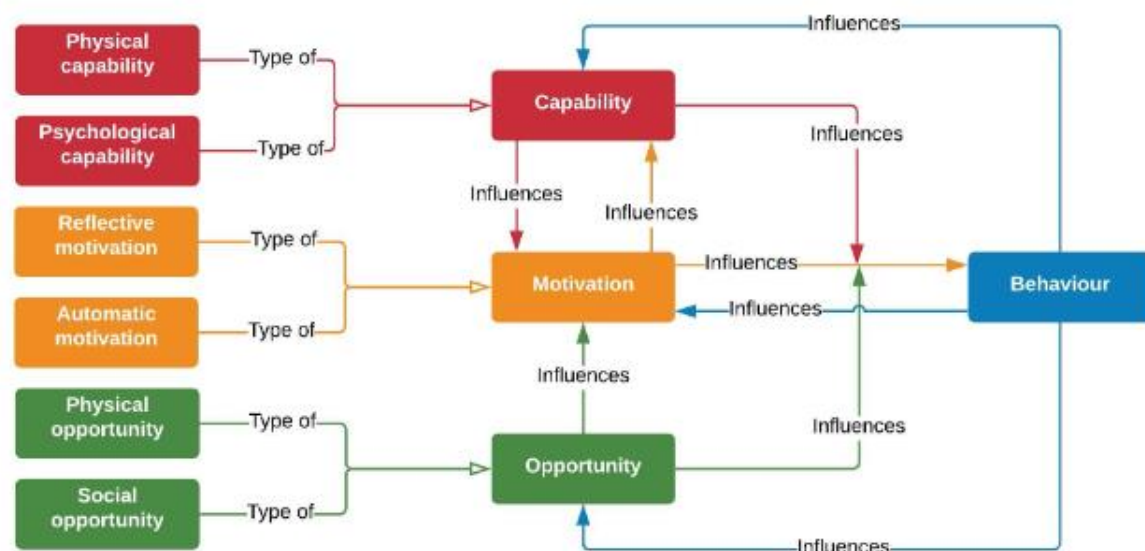 Influences
Physical
capability
Type of
Capability
Influences
Psychological
capability
Type of
Influences
Influences
Reflective
motivation
Type of
Motivation
Influences
Behaviour
Influences
Automatic
motivation
Type of
Influences
Physical
opportunity
Type of
Influences
Opportunity
Social
opportunity
Type of
Influences